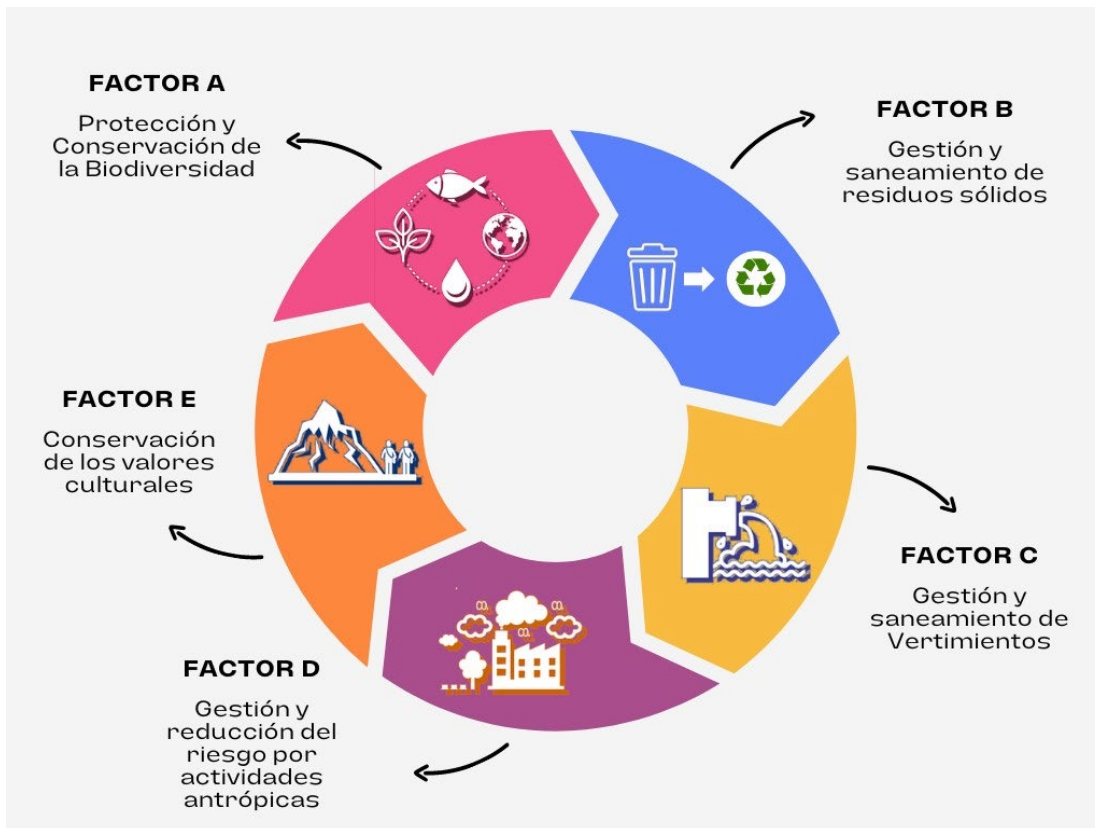 FACTOR A
Protección y
Conservación de
la Biodiversidad
FACTOR B
Gestión y
saneamiento de
residuos sólidos
FACTOR C
Gestión y
saneamiento de
Vertimientos
FACTOR D
Gestión y
reducción del
riesgo por
actividades
antrópicas
FACTOR E
Conservación
de los valores
culturales